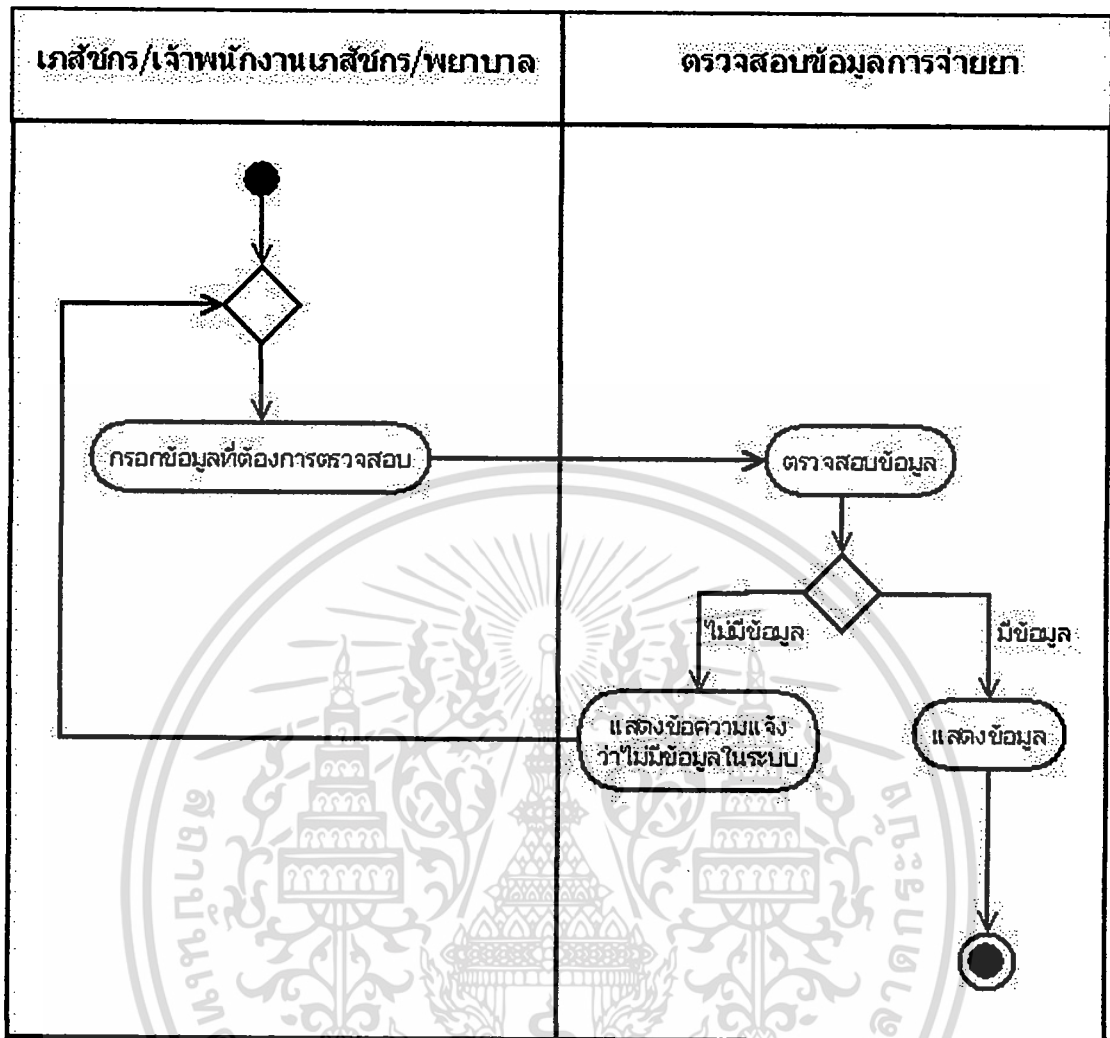 เภสัชกร/เจ้าพนักงานเภสัชกร/พยาบาล
ตรวจสอบข้อมูลการจ่ายยา
กรอกข้อมูลที่ต้องการตรวจสอบ
ตรวจสอบข้อมูล
ไม่มีข้อมูล
มีข้อมูล
แสดงข้อความแจ้ง
ว่าไม่มีข้อมูลในระบบ
แสดงข้อมูล